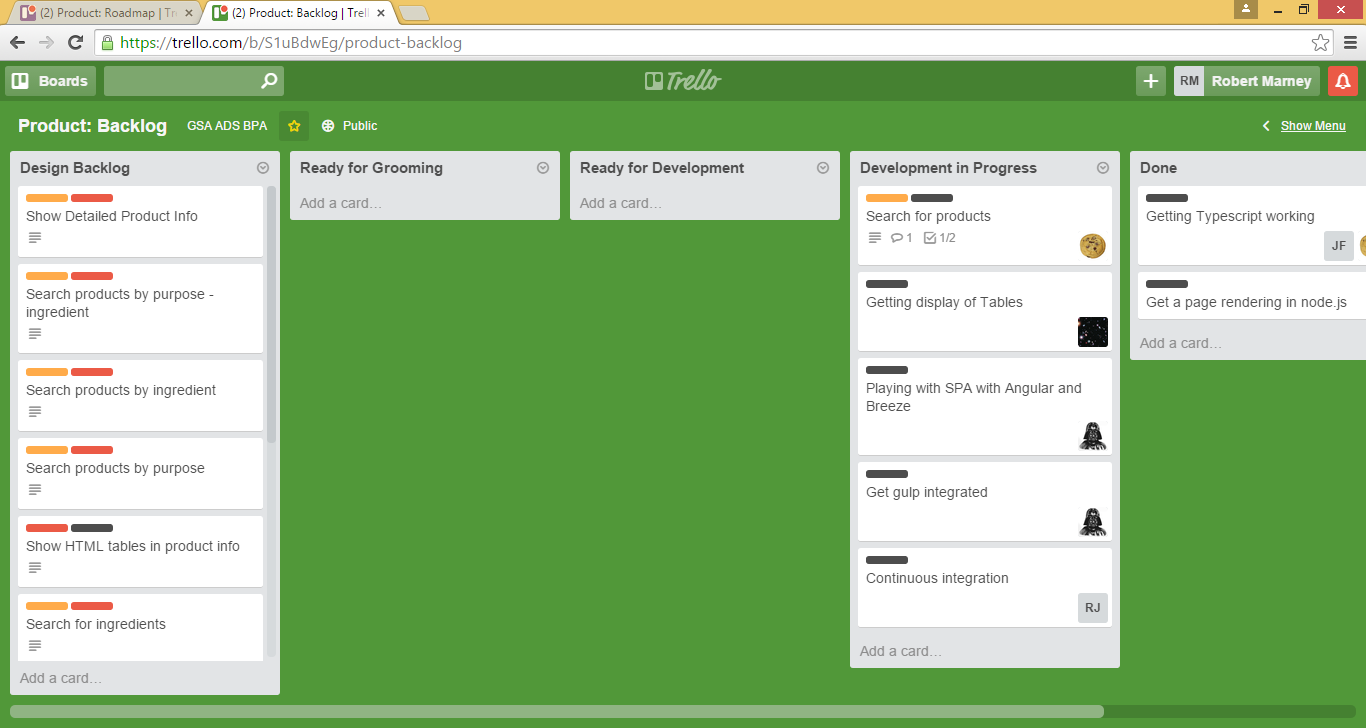 (2) Product: Roadmap | Tr
(2) Product: Backlog | Trell
https://trello.com/b/S1uBdwEg/product-backlog
Boards
Trello
RM Robert Marney
Product: Backlog GSA ADS BPA Public
Show Menu
Design Backlog
Show Detailed Product Info
Search products by purpose -
ingredient
Search products by ingredient
Search products by purpose
Show HTML tables in product info
Search for ingredients
Add a card…
Ready for Grooming
Add a card…
Ready for Development
Add a card…
Development in Progress
Search for products
1 1/2
Getting display of Tables
Playing with SPA with Angular and
Breeze
Get gulp integrated
Continuous integration
RJ
Add a card…
Done
Getting Typescript working
JF
Get a page rendering in node.js
Add a card…